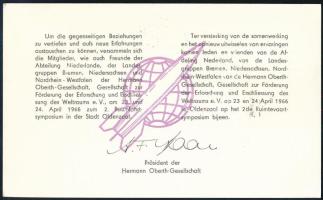 Um die gegenseitigen Beziehungen
zu vertiefen und aufs neue Erfahrungen
austauschen zu können, versammeln sich
die Mitglieder, wie auch Freunde der
Abteilung Niederlande, der Landes-
gruppen Bremen, Niedersachsen und
Nordrhein-Westfalen der Hermann
Oberth-Gesellschaft, Gesellschaft zur
Förderung der Erforschung und Erschlie-
ssung des Weltraums e. V., am 23. und
24. April 1966 zum 2. Raumfahrt-
symposium in der Stadt Oldenzaal.
Ter versterking van de samenwerking
en het opnieuw uitwisselen van ervaringen
komen leden en vrienden van de Af-
deling Nederland, van de Landes-
gruppen Bremen, Niedersachsen, Nord-
rhein-Westfalen van de Hermann Oberth-
Gesellschaft, Gesellschaft zur Förderung
der Erforschung und Erschliessung des
Weltraums e. V., op 23 en 24 April 1966
in Oldenzaal op het 2de Ruimtevaart-
symposium bijeen.
Präsident der
Hermann Oberth-Gesellschaft